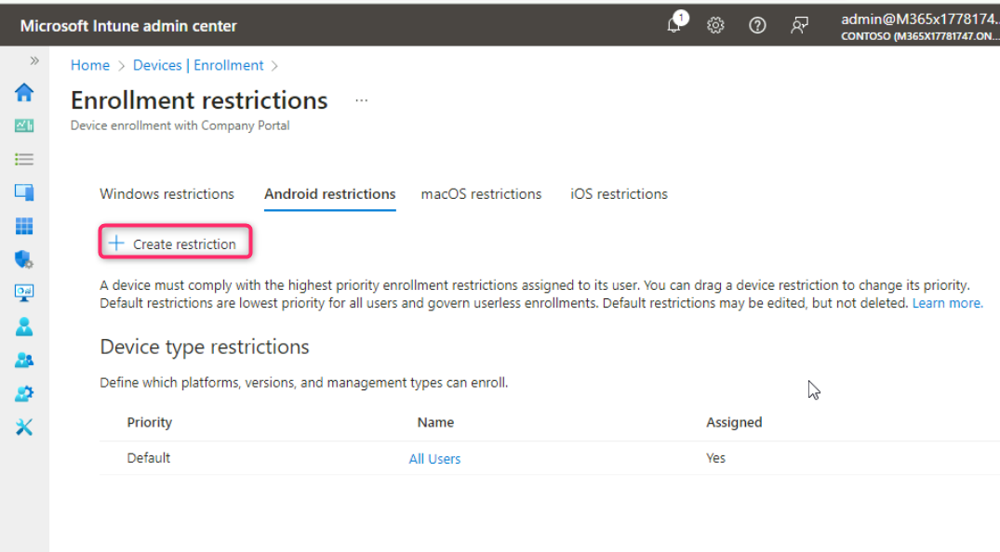 Microsoft Intune admin center
1
admin@M365x1778174...
CONTOSO (M365X17781747.ON...
Home > Devices | Enrollment >
Enrollment restrictions ...
Device enrollment with Company Portal
Windows restrictions Android restrictions macOS restrictions iOS restrictions
+ Create restriction
A device must comply with the highest priority enrollment restrictions assigned to its user. You can drag a device restriction to change its priority.
Default restrictions are lowest priority for all users and govern userless enrollments. Default restrictions may be edited, but not deleted. Learn more.
Device type restrictions
Define which platforms, versions, and management types can enroll.
Priority Name Assigned
Default All Users Yes